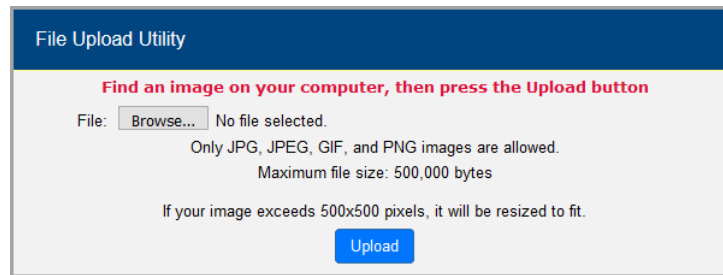 File Upload Utility
Find an image on your computer, then press the Upload button
File: Browse... No file selected.
Only JPG, JPEG, GIF, and PNG images are allowed.
Maximum file size: 500,000 bytes
If your image exceeds 500x500 pixels, it will be resized to fit.
Upload